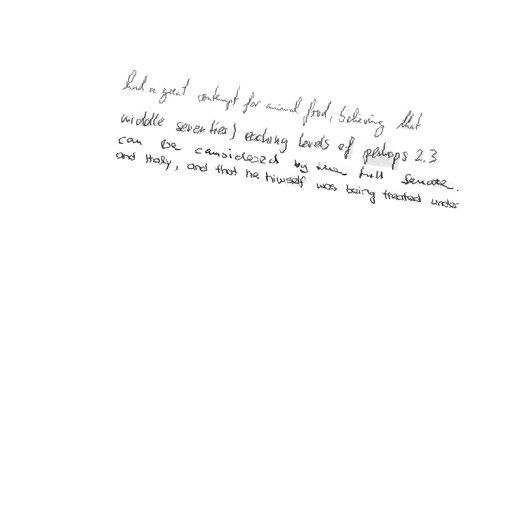 had a great contempt for animal food, believing that
middle seventies) reaching levels of perhaps 2.3
can be considered by the full Senate.
and Italy, and that he himself was being treated under